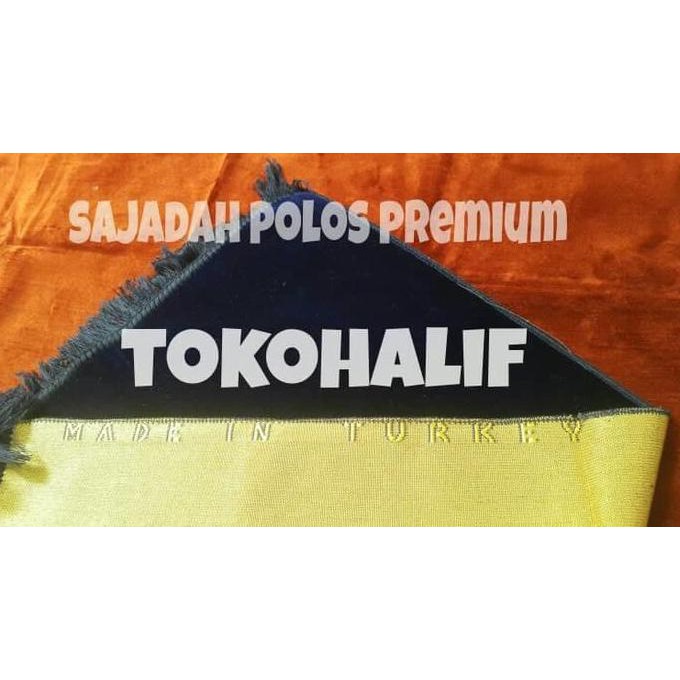 SAJADAH POLOS PREMIUM
TOKOHALIF
MADE IN TURKEY